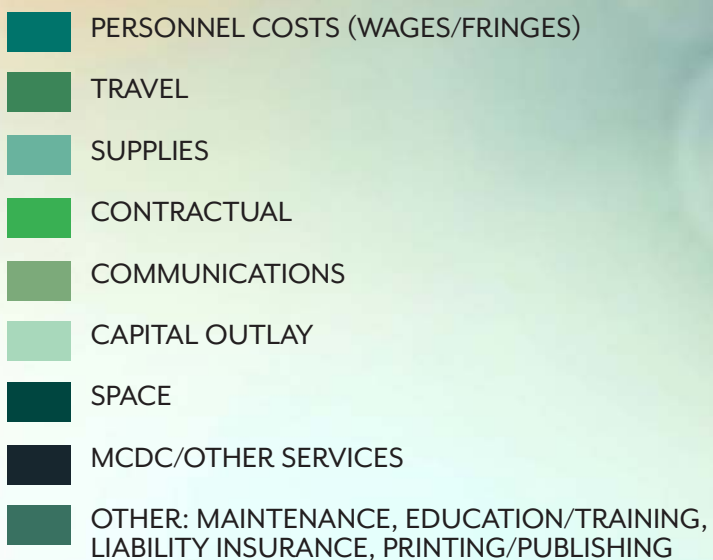 PERSONNEL COSTS (WAGES/FRINGES)
TRAVEL
SUPPLIES
CONTRACTUAL
COMMUNICATIONS
CAPITAL OUTLAY
SPACE
MCDC/OTHER SERVICES
OTHER: MAINTENANCE, EDUCATION/TRAINING,
LIABILITY INSURANCE, PRINTING/PUBLISHING